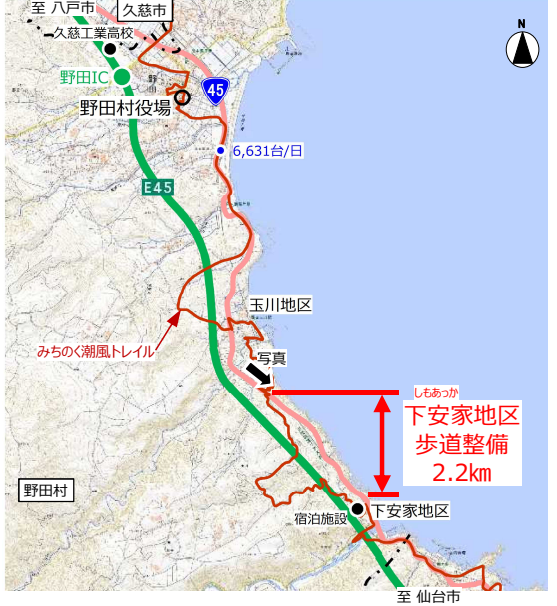 至 八戸市
久慈市
N
久慈工業高校
野田IC
45
野田村役場
6,631台/日
E45
玉川地区
みちのく潮風トレイル
写真
しもあっか
下安家地区
歩道整備
2.2km
野田村
宿泊施設
下安家地区
至 仙台市